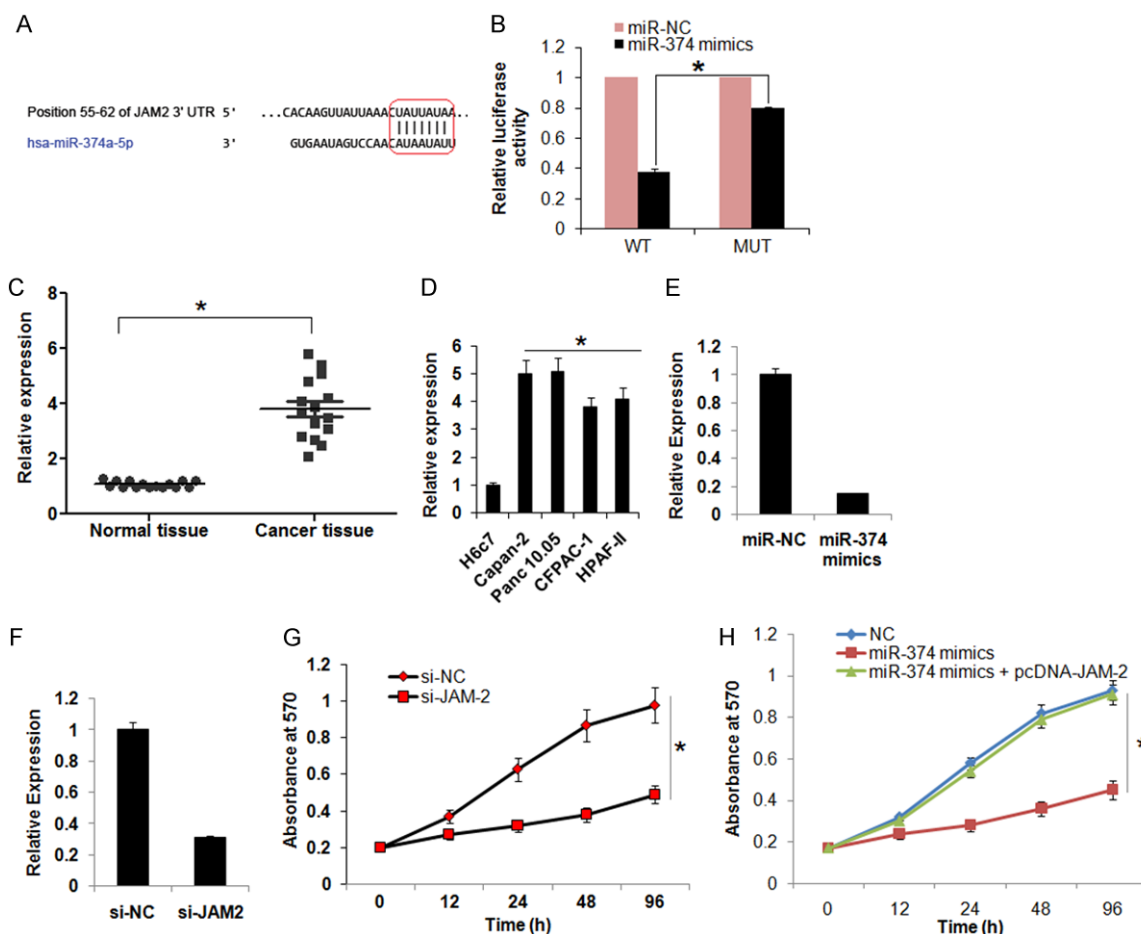 A
Position 55-62 of JAM2 3' UTR 5' ...CACAAGUUAUUAAACUAUUAUAA..
hsa-miR-374a-5p 3' GUGAAUAGUCCAACAUAAUAUU
B
miR-NC
miR-374 mimics
*
Relative luciferase
activity
1
0.8
0.6
0.4
0.2
0
WT MUT
C
Relative expression
8
6
4
2
0
*
Normal tissue Cancer tissue
D
Relative expression
6
5
4
3
2
1
0
*
H6c7
Capan-2
Panc 10.05
CFPAC-1
HPAF-II
E
Relative Expression
1.2
1
0.8
0.6
0.4
0.2
0
miR-NC miR-374
mimics
F
Relative Expression
1.2
1
0.8
0.6
0.4
0.2
0
si-NC si-JAM2
G
Absorbance at 570
1.2
1
0.8
0.6
0.4
0.2
0
si-NC
si-JAM-2
*
0 12 24 48 96
Time (h)
H
Absorbance at 570
1.2
1
0.8
0.6
0.4
0.2
0
NC
miR-374 mimics
miR-374 mimics + pcDNA-JAM-2
*
0 12 24 48 96
Time (h)